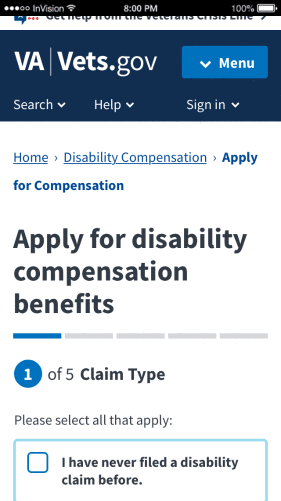 InVision 8:00 PM 100%
Get help from the Veterans Crisis Line
VA Vets.gov Menu
Search Help Sign in
Home › Disability Compensation › Apply
for Compensation
Apply for disability
compensation
benefits
1 of 5 Claim Type
Please select all that apply:
I have never filed a disability
claim before.